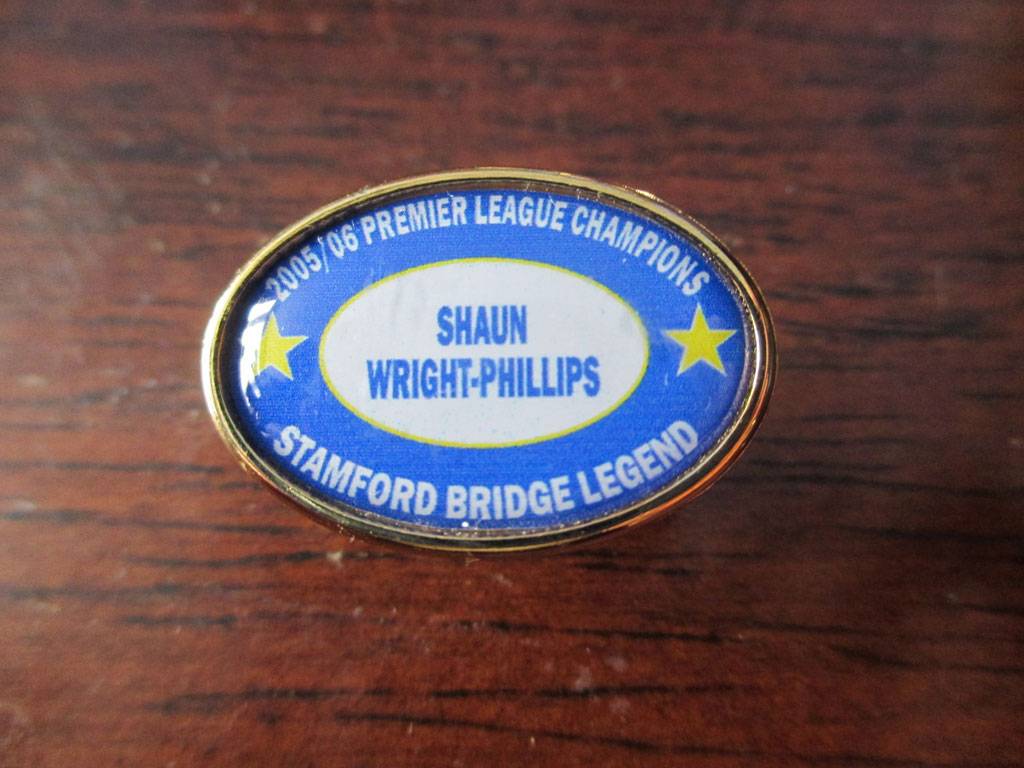 2005/06 PREMIER LEAGUE CHAMPIONS
SHAUN
WRIGHT-PHILLIPS
STAMFORD BRIDGE LEGEND